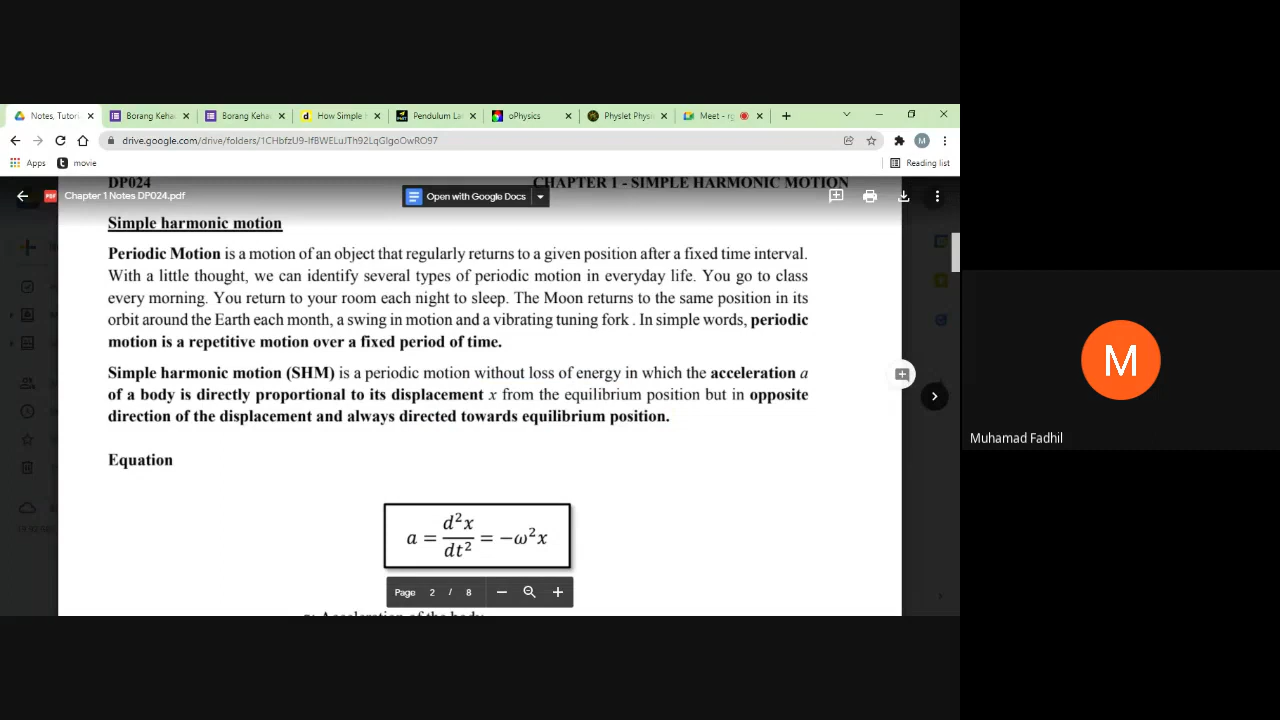 Notes, Tutori
Borang Keha
Borang Keha
How Simple
Pendulum La
oPhysics
Physlet Physi
Meet - rg
drive.google.com/drive/folders/1CHbfzU9-IfBWELuJTh92LqGlgoOwRO97
M
Apps
movie
Reading list
DP024
CHAPTER 1 - SIMPLE HARMONIC MOTION
PDF
Chapter 1 Notes DP024.pdf
Open with Google Docs
Simple harmonic motion
Periodic Motion is a motion of an object that regularly returns to a given position after a fixed time interval.
With a little thought, we can identify several types of periodic motion in everyday life. You go to class
every morning. You return to your room each night to sleep. The Moon returns to the same position in its
orbit around the Earth each month, a swing in motion and a vibrating tuning fork . In simple words, periodic
motion is a repetitive motion over a fixed period of time.
Simple harmonic motion (SHM) is a periodic motion without loss of energy in which the acceleration a
of a body is directly proportional to its displacement x from the equilibrium position but in opposite
direction of the displacement and always directed towards equilibrium position.
Equation
a = d²x/dt² = −ω²x
Page 2 / 8
Acceleration of the body
M
Muhamad Fadhil